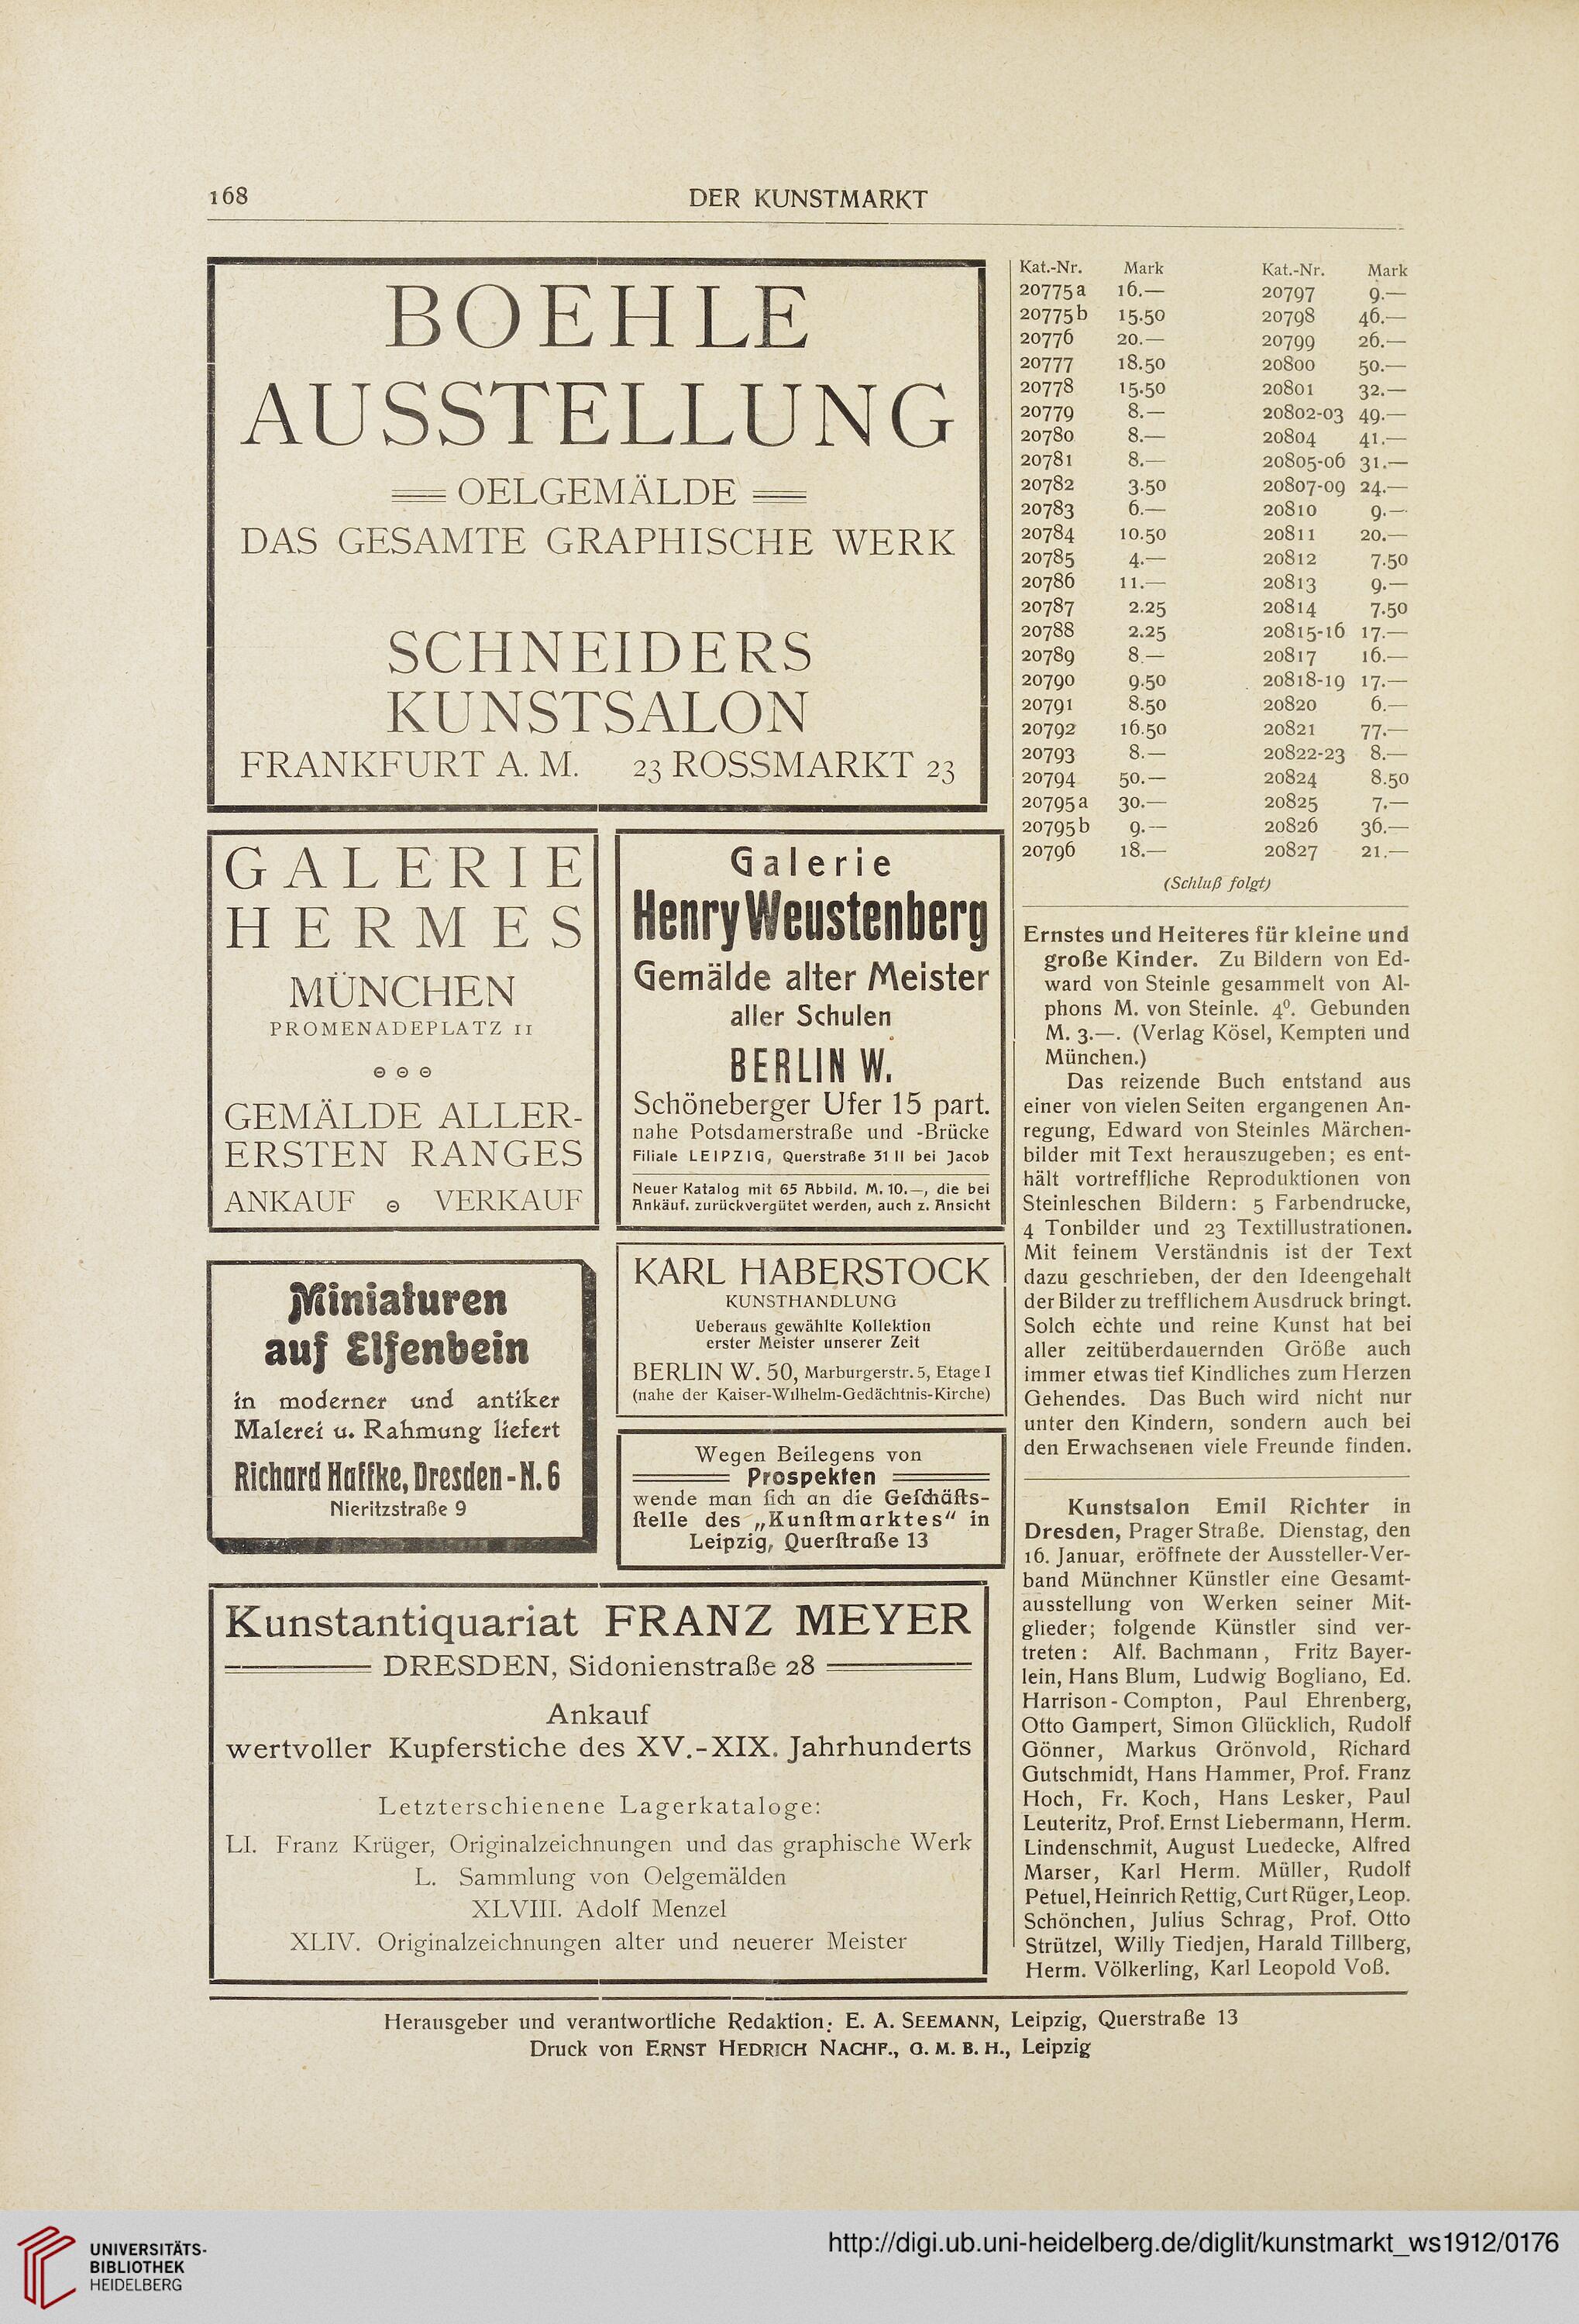 168
DER KUNSTMARKT
BOEHLE
AUSSTELLUNG
OELGEMÄLDE
DAS GESAMTE GRAPHISCHE WERK
SCHNEIDERS
KUNSTSALON
FRANKFURT A. M. 23 ROSSMARKT 23
GALERIE
HERMES
MÜNCHEN
PROMENADEPLATZ 11
GEMÄLDE ALLER-
ERSTEN RANGES
ANKAUF VERKAUF
Galerie
Henry Weustenberg
Gemälde alter Meister
aller Schulen
BERLIN W.
Schöneberger Ufer 15 part.
nahe Potsdamerstraße und -Brücke
Filiale LEIPZIG, Querstraße 31 II bei Jacob
Neuer Katalog mit 65 Abbild. M. 10.—, die bei
Ankäuf. zurückvergütet werden, auch z. Ansicht
Miniaturen
auf Elfenbein
in moderner und antiker
Malerei u. Rahmung liefert
Richard Haffke, Dresden-N. 6
Nieritzstraße 9
KARL HABERSTOCK
KUNSTHANDLUNG
Ueberaus gewählte Kollektion
erster Meister unserer Zeit
BERLIN W. 50, Marburgerstr. 5, Etage I
(nahe der Kaiser-Wilhelm-Gedächtnis-Kirche)
Wegen Beilegens von
Prospekten
wende man ſich an die Geſchäfts-
ſtelle des „Kunſtmarktes" in
Leipzig, Querſtraße 13
Kunstantiquariat FRANZ MEYER
DRESDEN, Sidonienstraße 28
Ankauf
wertvoller Kupferstiche des XV.-XIX. Jahrhunderts
Letzterschienene Lagerkataloge:
LI. Franz Krüger, Originalzeichnungen und das graphische Werk
L. Sammlung von Oelgemälden
XLVIII. Adolf Menzel
XLIV. Originalzeichnungen alter und neuerer Meister
Kat.-Nr. Mark Kat.-Nr. Mark
20775a 16.— 20797 9.—
20775b 15.50 20798 46.—
20776 20.— 20799 26.—
20777 18.50 20800 50.—
20778 15.50 20801 32.—
20779 8.— 20802-03 49.—
20780 8.— 20804 41.—
20781 8.— 20805-06 31.—
20782 3.50 20807-09 24.—
20783 6.— 20810 9.—
20784 10.50 20811 20.—
20785 4.— 20812 7.50
20786 11.— 20813 9.—
20787 2.25 20814 7.50
20788 2.25 20815-16 17.—
20789 8.— 20817 16.—
20790 9.50 20818-19 17.—
20791 8.50 20820 6.—
20792 16.50 20821 77.—
20793 8.— 20822-23 8.—
20794 50.— 20824 8.50
20795a 30.— 20825 7.—
20795b 9.— 20826 36.—
20796 18.— 20827 21.—
(Schluß folgt)
Ernstes und Heiteres für kleine und
große Kinder. Zu Bildern von Ed-
ward von Steinle gesammelt von Al-
phons M. von Steinle. 4⁰. Gebunden
M. 3.—. (Verlag Kösel, Kempten und
München.)
Das reizende Buch entstand aus
einer von vielen Seiten ergangenen An-
regung, Edward von Steinles Märchen-
bilder mit Text herauszugeben; es ent-
hält vortreffliche Reproduktionen von
Steinleschen Bildern: 5 Farbendrucke,
4 Tonbilder und 23 Textillustrationen.
Mit feinem Verständnis ist der Text
dazu geschrieben, der den Ideengehalt
der Bilder zu trefflichem Ausdruck bringt.
Solch echte und reine Kunst hat bei
aller zeitüberdauernden Größe auch
immer etwas tief Kindliches zum Herzen
Gehendes. Das Buch wird nicht nur
unter den Kindern, sondern auch bei
den Erwachsenen viele Freunde finden.
Kunstsalon Emil Richter in
Dresden, Prager Straße. Dienstag, den
16. Januar, eröffnete der Aussteller-Ver-
band Münchner Künstler eine Gesamt-
ausstellung von Werken seiner Mit-
glieder; folgende Künstler sind ver-
treten: Alf. Bachmann, Fritz Bayer-
lein, Hans Blum, Ludwig Bogliano, Ed.
Harrison-Compton, Paul Ehrenberg,
Otto Gampert, Simon Glücklich, Rudolf
Gönner, Markus Grönvold, Richard
Gutschmidt, Hans Hammer, Prof. Franz
Hoch, Fr. Koch, Hans Lesker, Paul
Leuteritz, Prof. Ernst Liebermann, Herm.
Lindenschmit, August Luedecke, Alfred
Marser, Karl Herm. Müller, Rudolf
Petuel, Heinrich Rettig, Curt Rüger, Leop.
Schönchen, Julius Schrag, Prof. Otto
Strützel, Willy Tiedjen, Harald Tillberg,
Herm. Völkerling, Karl Leopold Voß.
Herausgeber und verantwortliche Redaktion: E. A. SEEMANN, Leipzig, Querstraße 13
Druck von ERNST HEDRICH NACHF., G. M. B. H., Leipzig
UNIVERSITÄTS-
BIBLIOTHEK
HEIDELBERG
http://digi.ub.uni-heidelberg.de/diglit/kunstmarkt_ws1912/0176